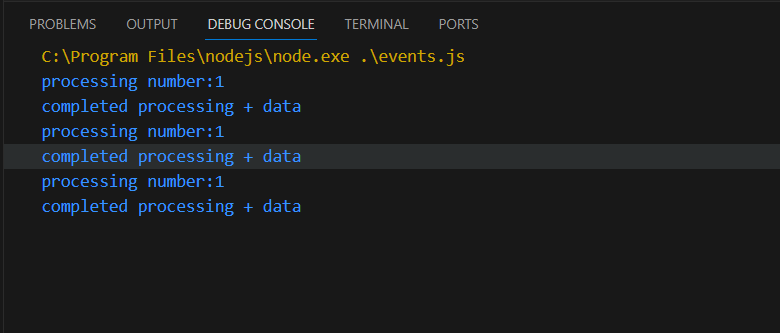 PROBLEMS OUTPUT DEBUG CONSOLE TERMINAL PORTS
C:\Program Files\nodejs\node.exe .\events.js
processing number:1
completed processing + data
processing number:1
completed processing + data
processing number:1
completed processing + data